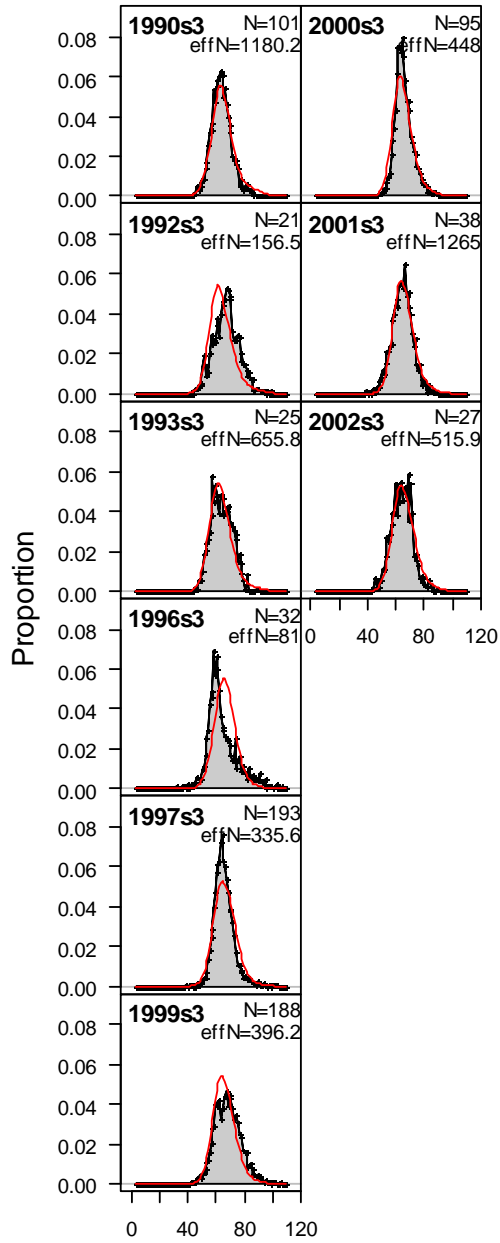 Proportion
1990s3
N=101
effN=1180.2
0.08
0.06
0.04
0.02
0.00
2000s3
N=95
effN=448
1992s3
N=21
effN=156.5
0.08
0.06
0.04
0.02
0.00
2001s3
N=38
effN=1265
1993s3
N=25
effN=655.8
0.08
0.06
0.04
0.02
0.00
2002s3
N=27
effN=515.9
0 40 80 120
1996s3
N=32
effN=81
0.08
0.06
0.04
0.02
0.00
1997s3
N=193
effN=335.6
0.08
0.06
0.04
0.02
0.00
1999s3
N=188
effN=396.2
0.08
0.06
0.04
0.02
0.00
0 40 80 120